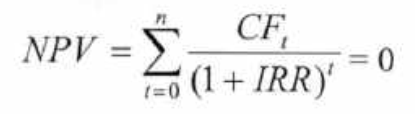 NPV = \sum_{t=0}^{n} \frac{CF_t}{(1 + IRR)^t} = 0